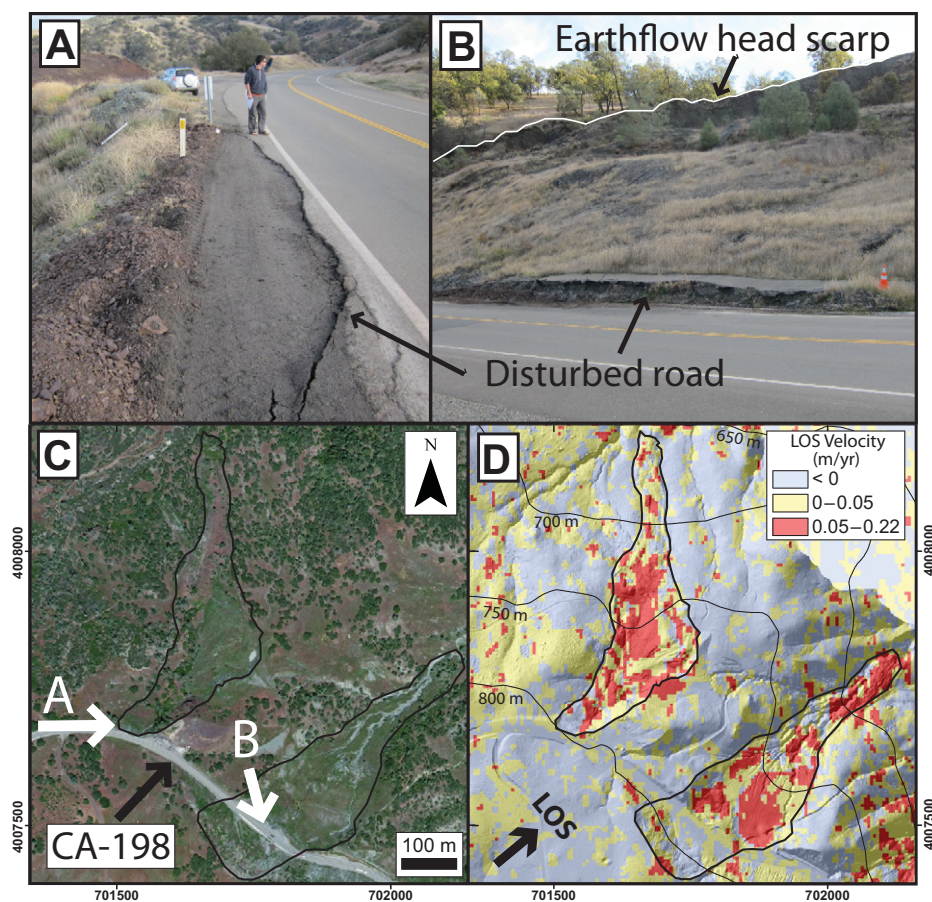 A
B
Earthflow head scarp
Disturbed road
C
N
A
B
CA-198
100 m
4008000
4007500
701500
702000
D
650 m
LOS Velocity
(m/yr)
< 0
0–0.05
0.05–0.22
700 m
750 m
800 m
LOS
4008000
4007500
701500
702000